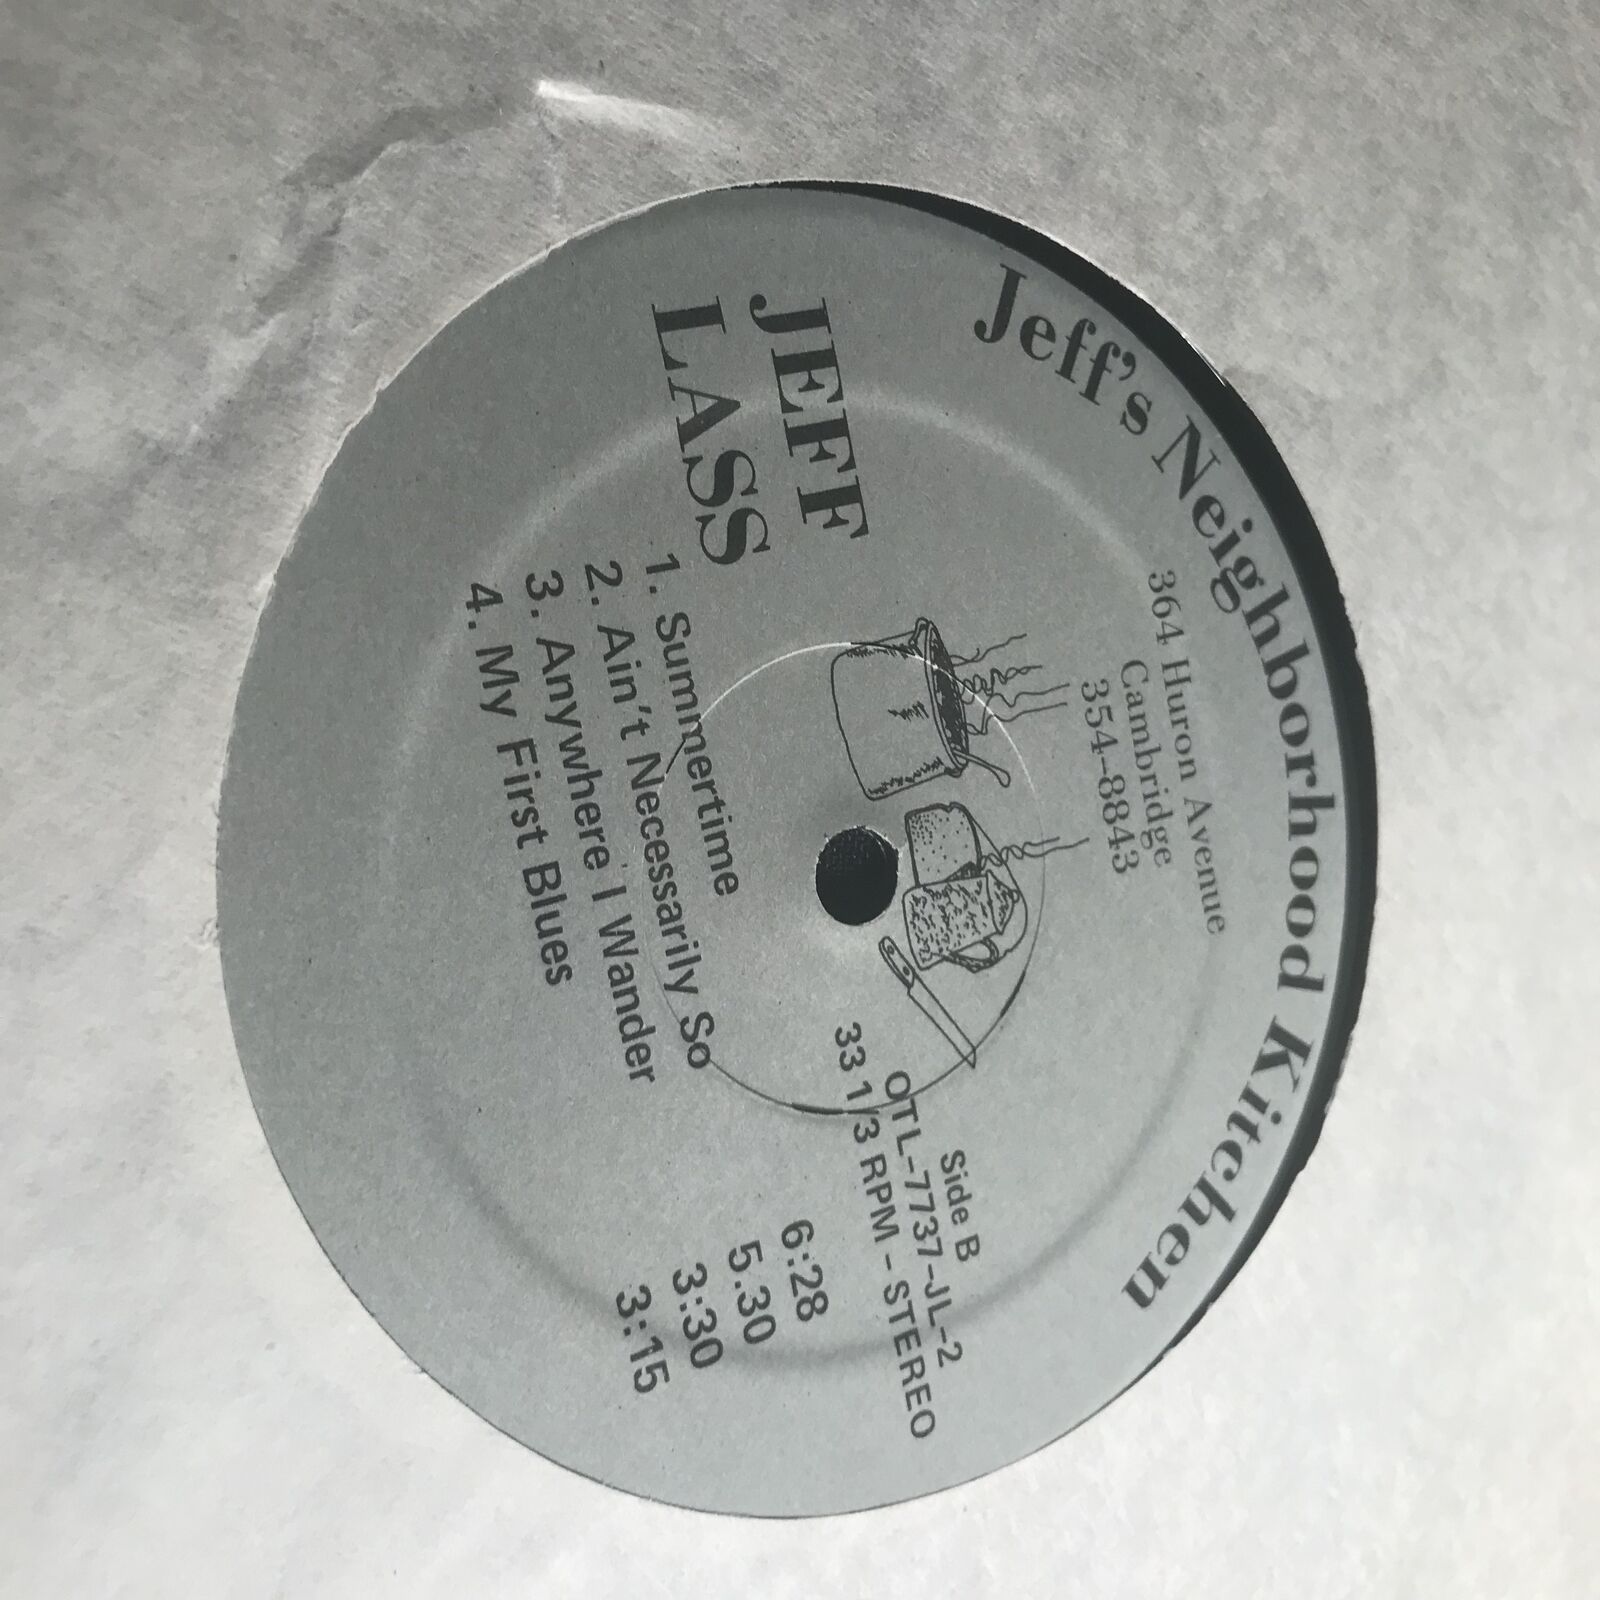 Jeff's Neighborhood Kitchen
364 Huron Avenue
Cambridge
354-8843
JEFF
LASS
Side B
OTL-7737-JL-2
33 1/3 RPM - STEREO
1. Summertime 6:28
2. Ain't Necessarily So 5.30
3. Anywhere I Wander 3:30
4. My First Blues 3:15